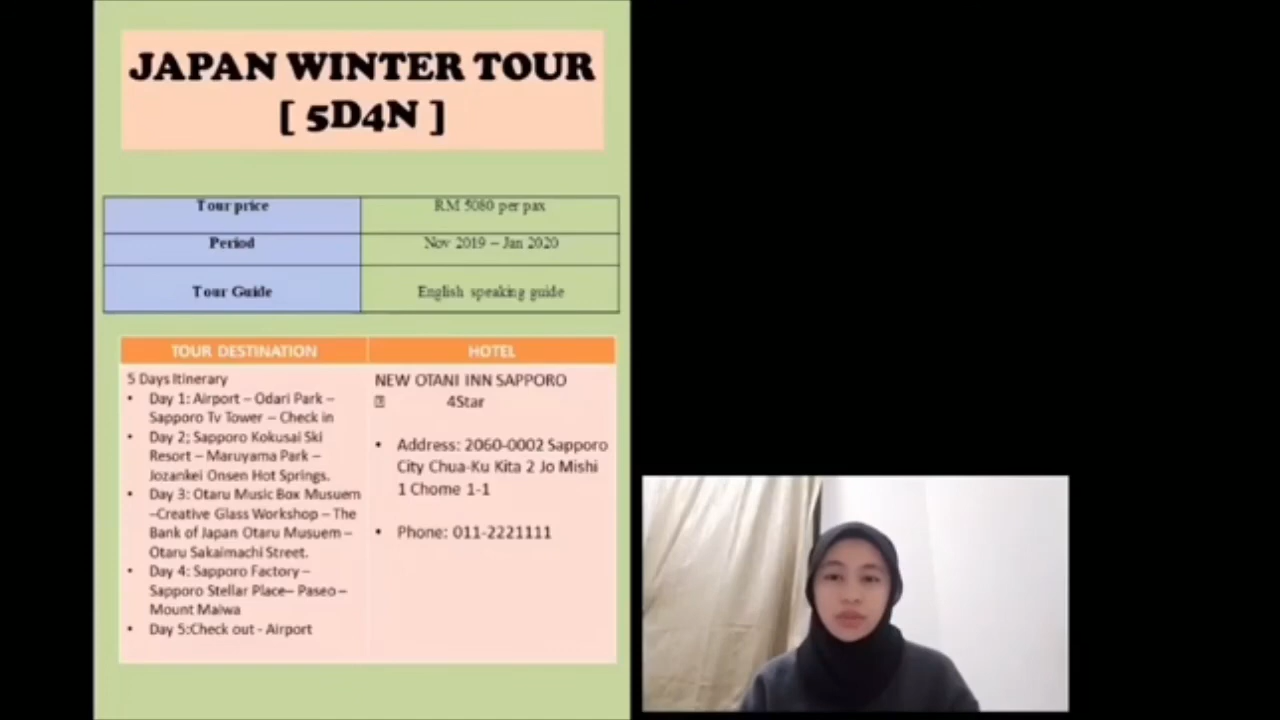 JAPAN WINTER TOUR
[ 5D4N ]
Tour price
RM 5080 per pax
Period
Nov 2019 – Jan 2020
Tour Guide
English speaking guide
TOUR DESTINATION
HOTEL
5 Days Itinerary
• Day 1: Airport – Odari Park –
Sapporo Tv Tower – Check in
• Day 2; Sapporo Kokusai Ski
Resort – Maruyama Park –
Jozankei Onsen Hot Springs.
• Day 3: Otaru Music Box Musuem
–Creative Glass Workshop – The
Bank of Japan Otaru Musuem –
Otaru Sakaimachi Street.
• Day 4: Sapporo Factory –
Sapporo Stellar Place– Paseo –
Mount Maiwa
• Day 5:Check out - Airport
NEW OTANI INN SAPPORO
4Star
• Address: 2060-0002 Sapporo
City Chua-Ku Kita 2 Jo Mishi
1 Chome 1-1
• Phone: 011-2221111